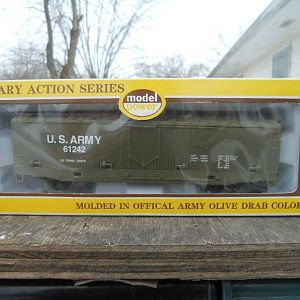 ARY ACTION SERIES
model
power
U.S. ARMY
61242
MOLDED IN OFFICAL ARMY OLIVE DRAB COLOR